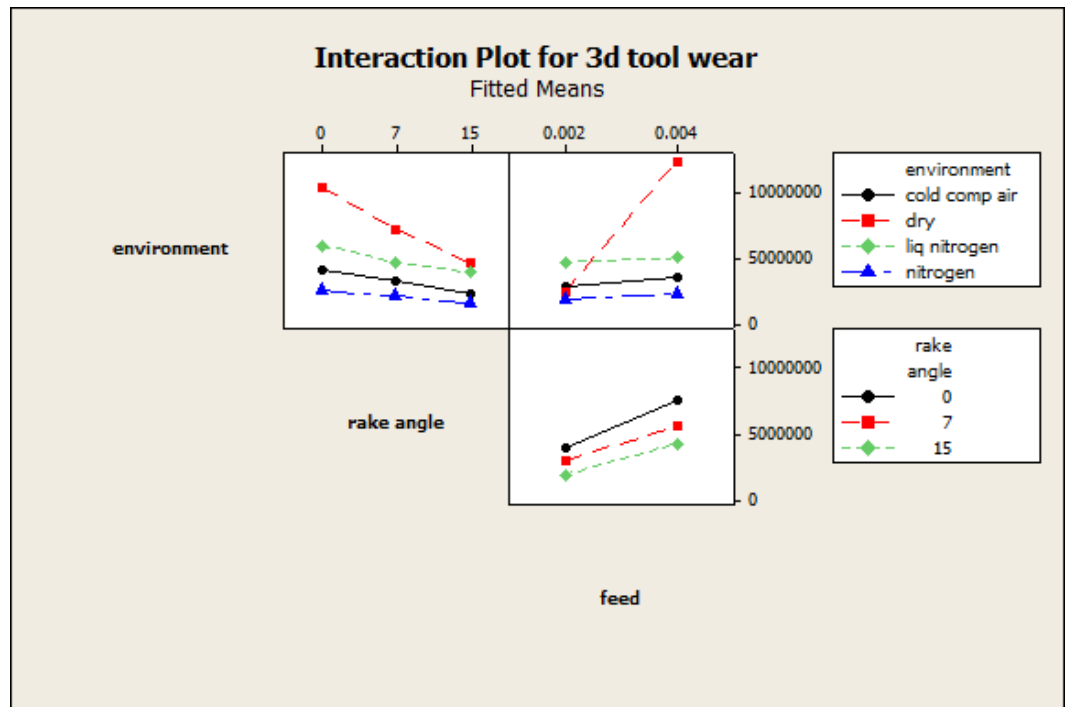 Interaction Plot for 3d tool wear
Fitted Means
0 7 15 0.002 0.004
environment
10000000
5000000
0
environment
cold comp air
dry
liq nitrogen
nitrogen
rake angle
10000000
5000000
0
rake
angle
0
7
15
feed